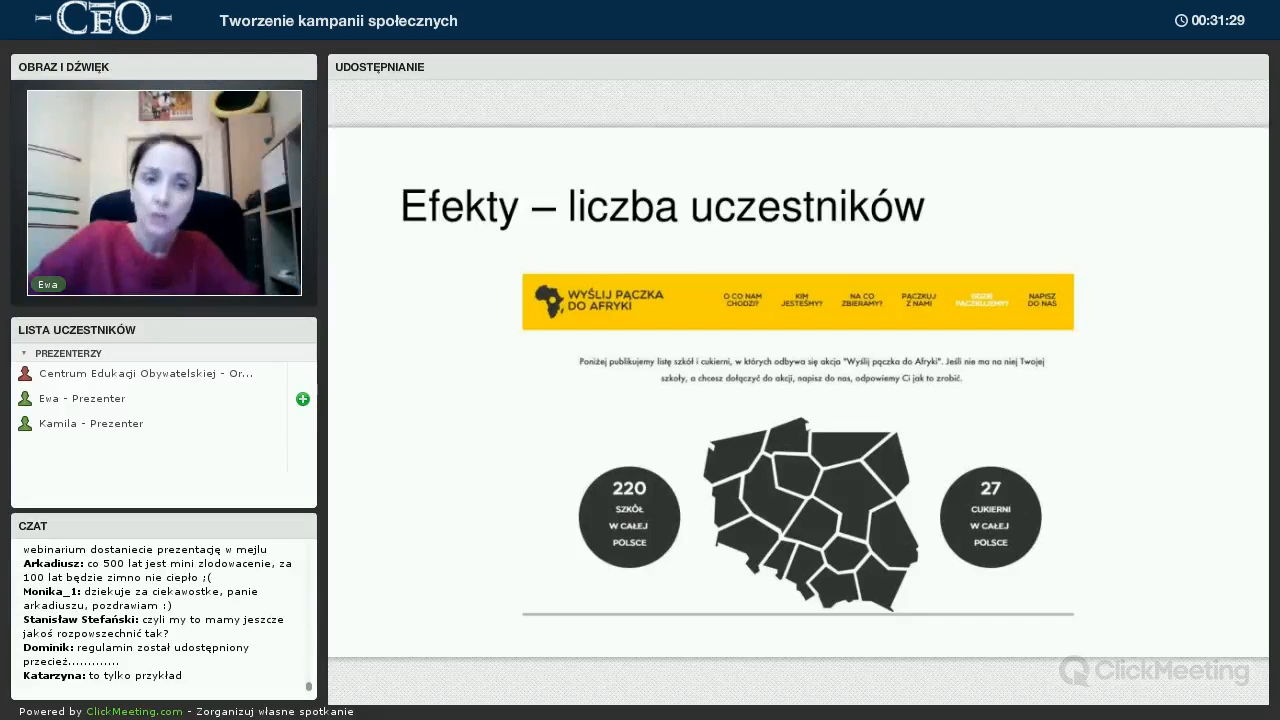 CEO
Tworzenie kampanii społecznych
00:31:29
OBRAZ I DŹWIĘK
Ewa
LISTA UCZESTNIKÓW
PREZENTERZY
Centrum Edukacji Obywatelskiej - Or...
Ewa - Prezenter
Kamila - Prezenter
CZAT
webinarium dostaniecie prezentację w mejlu
Arkadiusz: co 500 lat jest mini zlodowacenie, za
100 lat będzie zimno nie ciepło ;(
Monika_1: dziekuje za ciekawostke, panie
arkadiuszu, pozdrawiam :)
Stanisław Stefański: czyli my to mamy jeszcze
jakoś rozpowszechnić tak?
Dominik: regulamin został udostępniony
przecież.............
Katarzyna: to tylko przykład
UDOSTĘPNIANIE
Efekty – liczba uczestników
WYŚLIJ PĄCZKA
DO AFRYKI
O CO NAM
CHODZI?
KIM
JESTEŚMY?
NA CO
ZBIERAMY?
PĄCZKUJ
Z NAMI
GDZIE
PĄCZKUJEMY?
NAPISZ
DO NAS
Poniżej publikujemy listę szkół i cukierni, w których odbywa się akcja "Wyślij pączka do Afryki". Jeśli nie ma na niej Twojej
szkoły, a chcesz dołączyć do akcji, napisz do nas, odpowiemy Ci jak to zrobić.
220
SZKÓŁ
W CAŁEJ
POLSCE
27
CUKIERNI
W CAŁEJ
POLSCE
ClickMeeting
Powered by ClickMeeting.com - Zorganizuj własne spotkanie